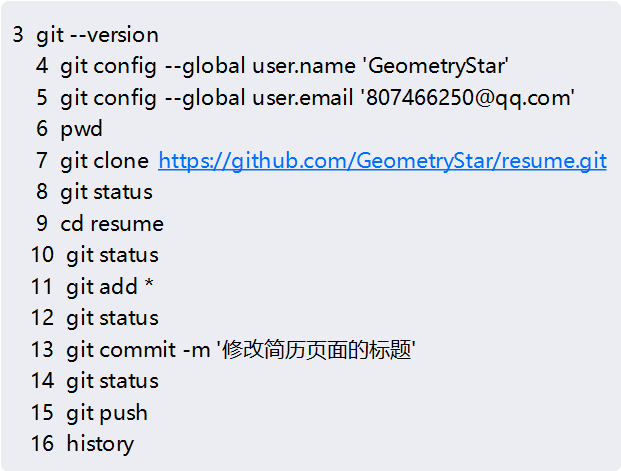 3 git --version
4 git config --global user.name 'GeometryStar'
5 git config --global user.email '807466250@qq.com'
6 pwd
7 git clone https://github.com/GeometryStar/resume.git
8 git status
9 cd resume
10 git status
11 git add *
12 git status
13 git commit -m '修改简历页面的标题'
14 git status
15 git push
16 history